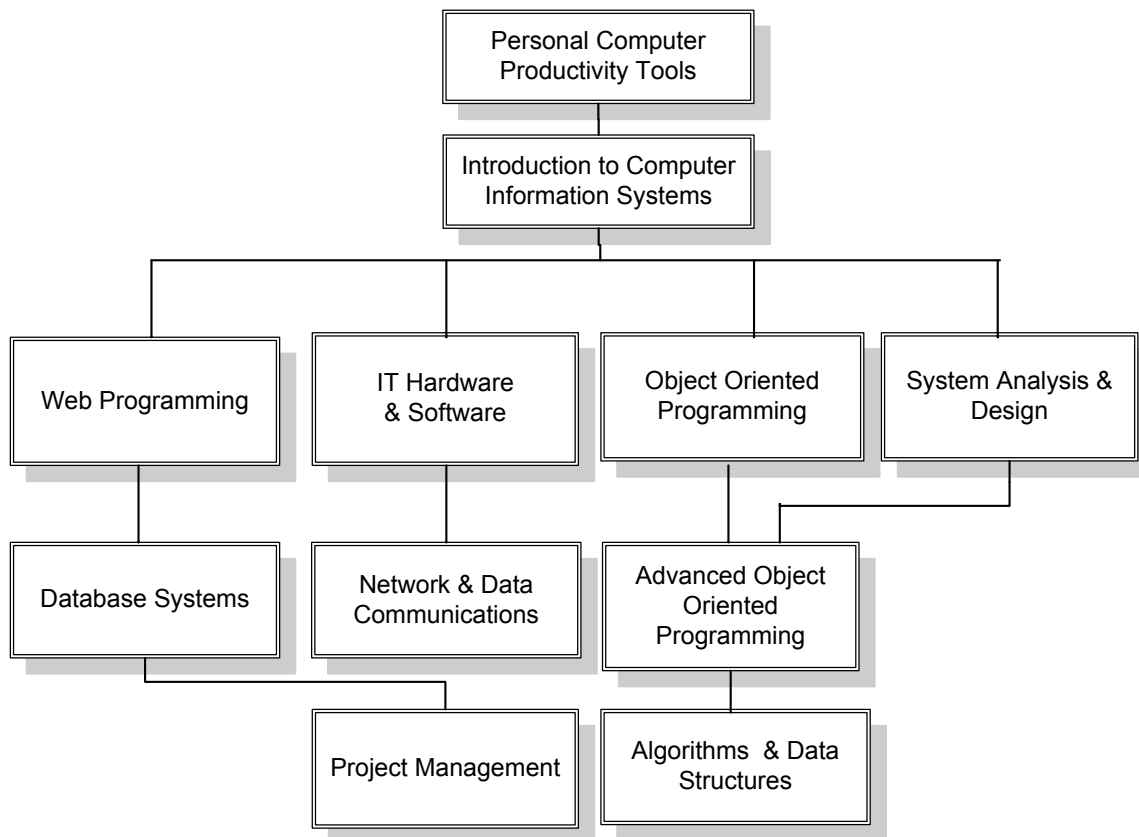 Personal Computer
Productivity Tools
Introduction to Computer
Information Systems
Web Programming
IT Hardware
& Software
Object Oriented
Programming
System Analysis &
Design
Database Systems
Network & Data
Communications
Advanced Object
Oriented
Programming
Project Management
Algorithms & Data
Structures